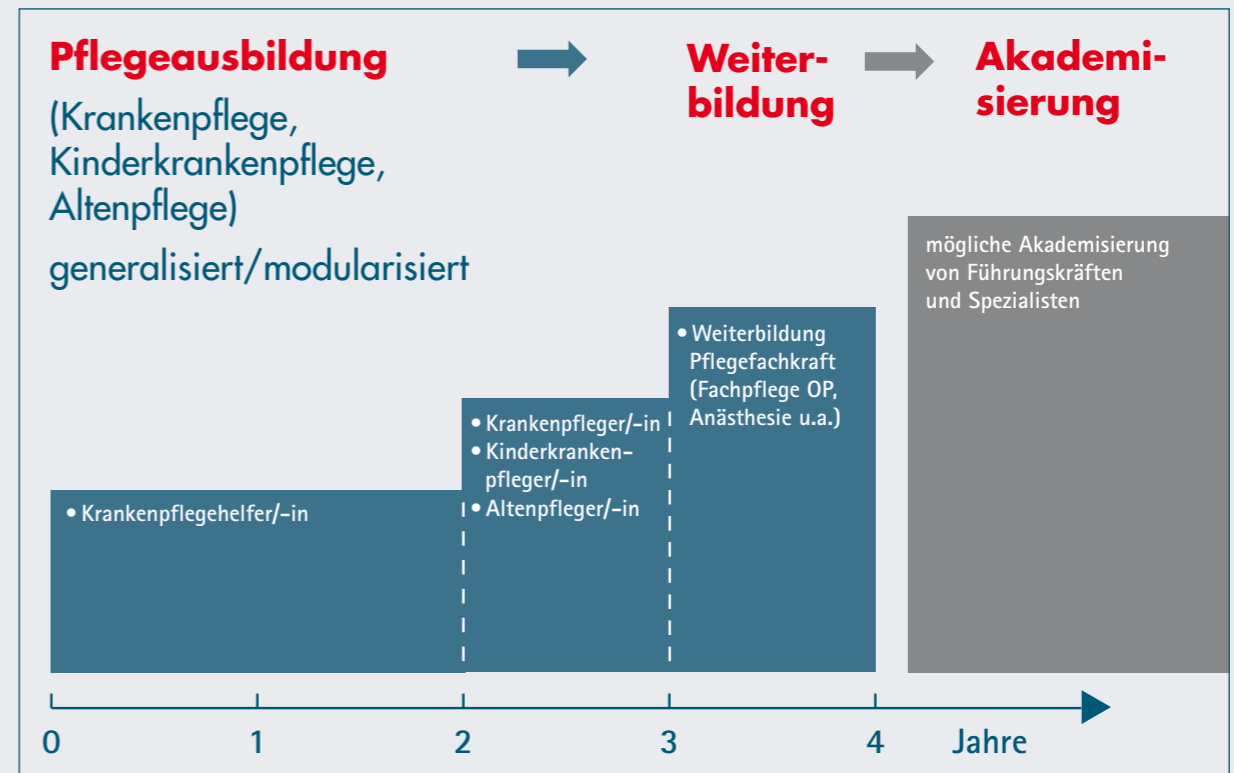 Pflegeausbildung
(Krankenpflege,
Kinderkrankenpflege,
Altenpflege)
generalisiert/modularisiert
Weiter-
bildung
Akademi-
sierung
• Krankenpflegehelfer/-in
• Krankenpfleger/-in
• Kinderkranken-
pfleger/-in
• Altenpfleger/-in
• Weiterbildung
Pflegefachkraft
(Fachpflege OP,
Anästhesie u.a.)
mögliche Akademisierung
von Führungskräften
und Spezialisten
0 1 2 3 4 Jahre